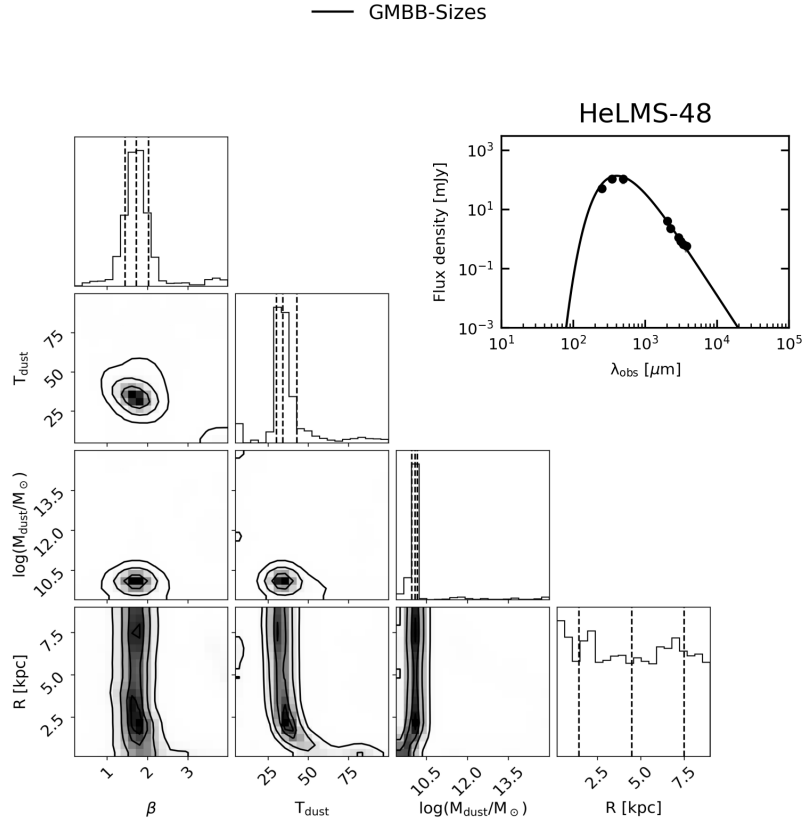 GMBB-Sizes
HeLMS-48
Flux density [mJy]
10³
10¹
10⁻¹
10⁻³
10¹ 10² 10³ 10⁴ 10⁵
λobs [μm]
Tdust
75
50
25
log(Mdust/M⊙)
13.5
12.0
10.5
R [kpc]
7.5
5.0
2.5
1 2 3
β
25 50 75
Tdust
10.5 12.0 13.5
log(Mdust/M⊙)
2.5 5.0 7.5
R [kpc]